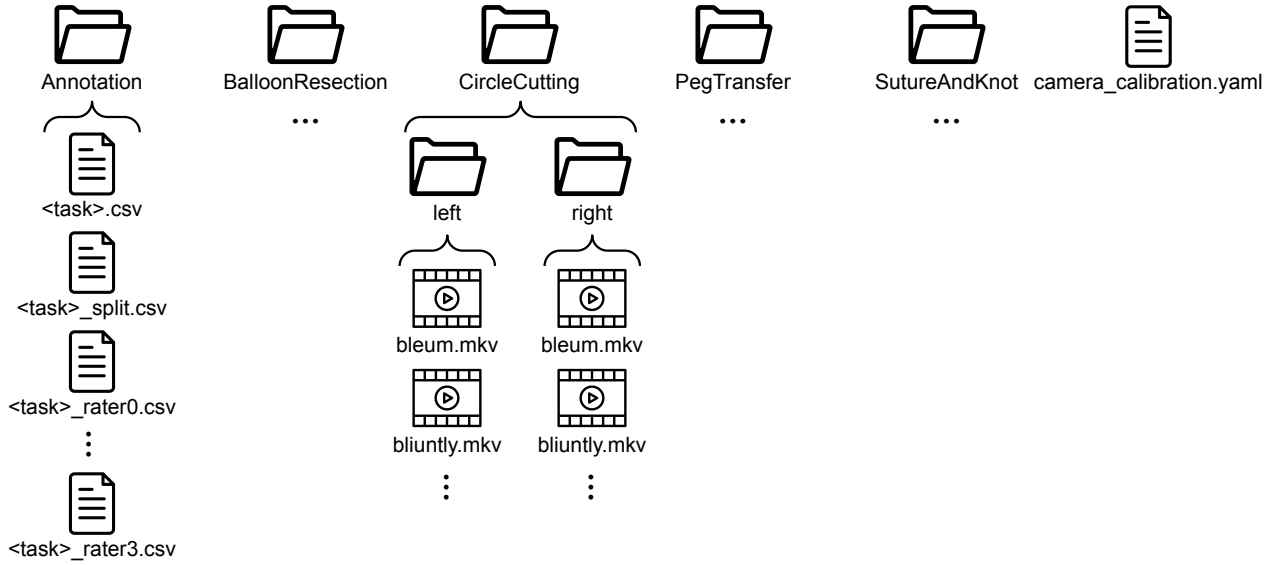 Annotation
BalloonResection
CircleCutting
PegTransfer
SutureAndKnot
camera_calibration.yaml
...
...
...
<task>.csv
left
right
<task>_split.csv
bleum.mkv
bleum.mkv
<task>_rater0.csv
bliuntly.mkv
bliuntly.mkv
<task>_rater3.csv